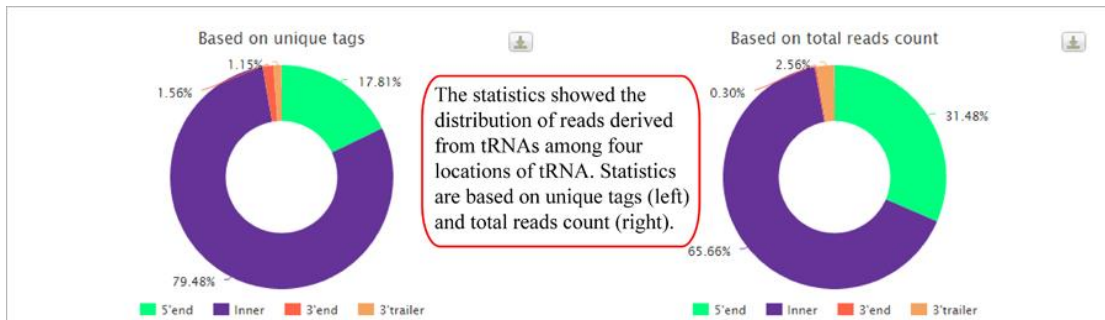 Based on unique tags
1.15%
17.81%
1.56%
79.48%
5'end Inner 3'end 3'trailer
The statistics showed the
distribution of reads derived
from tRNAs among four
locations of tRNA. Statistics
are based on unique tags (left)
and total reads count (right).
Based on total reads count
2.56%
0.30%
31.48%
65.66%
5'end Inner 3'end 3'trailer